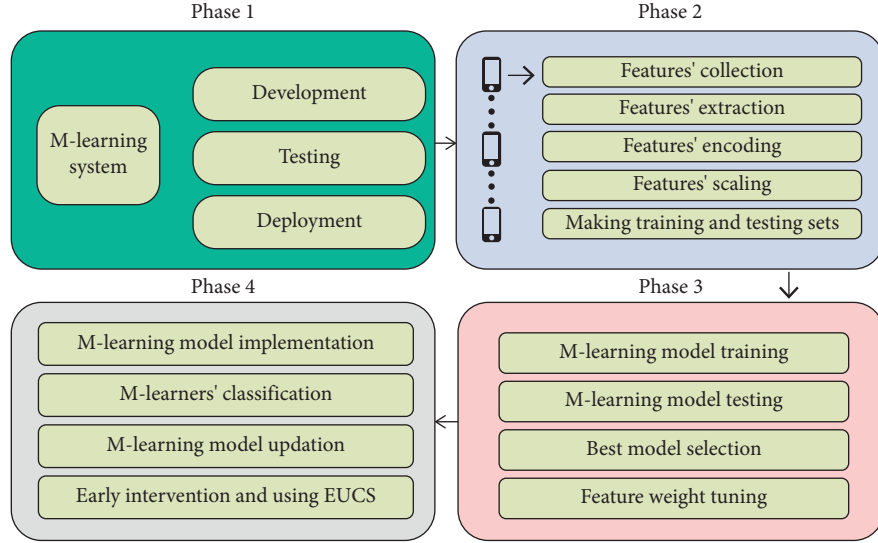 Phase 1
M-learning
system
Development
Testing
Deployment
Phase 2
Features' collection
Features' extraction
Features' encoding
Features' scaling
Making training and testing sets
Phase 3
M-learning model training
M-learning model testing
Best model selection
Feature weight tuning
Phase 4
M-learning model implementation
M-learners' classification
M-learning model updation
Early intervention and using EUCS